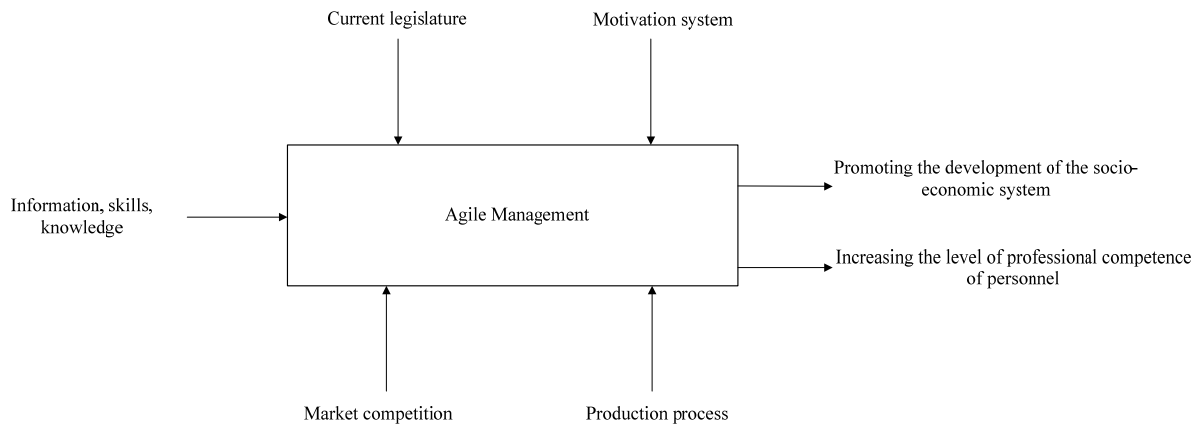 Current legislature
Motivation system
Promoting the development of the socio-
economic system
Information, skills,
knowledge
Agile Management
Increasing the level of professional competence
of personnel
Market competition
Production process